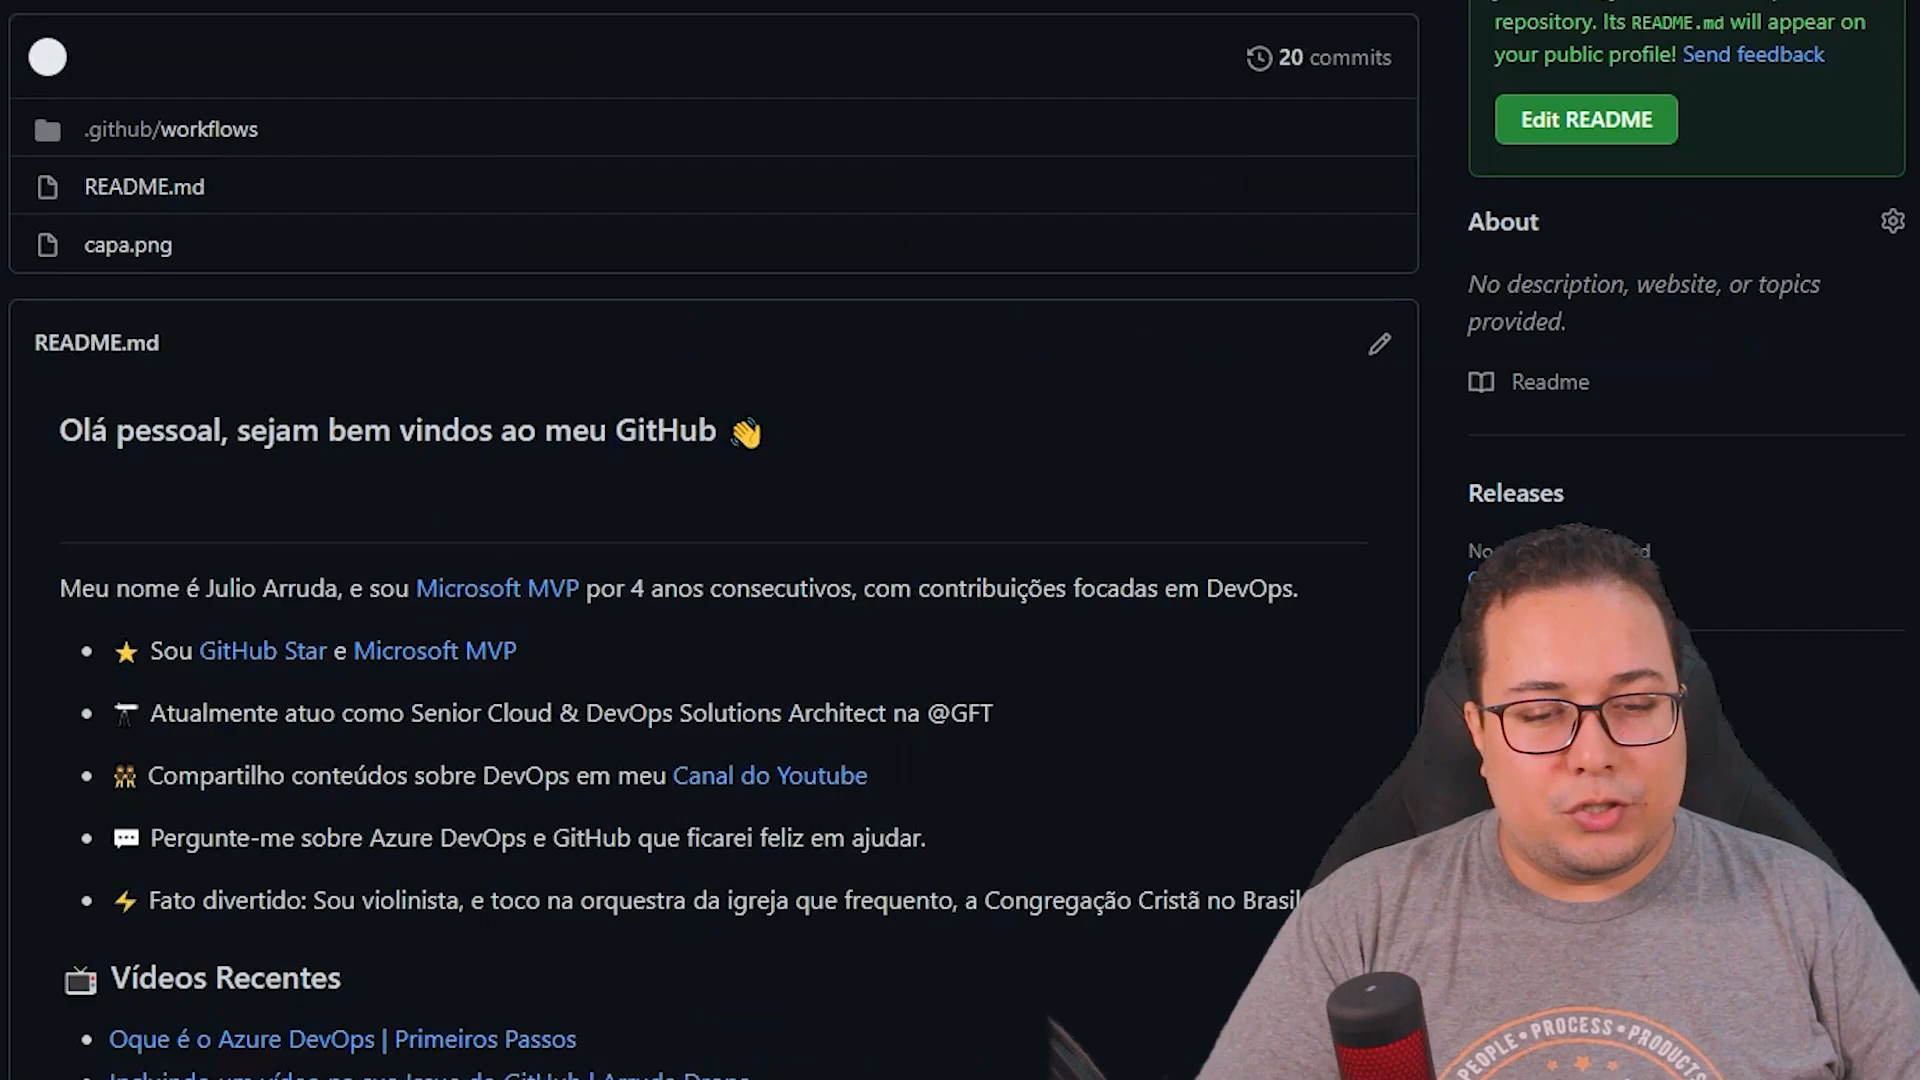 repository. Its README.md will appear on
your public profile! Send feedback
20 commits
Edit README
.github/workflows
README.md
capa.png
About
No description, website, or topics
provided.
Readme
README.md
Olá pessoal, sejam bem vindos ao meu GitHub 👋
Releases
No
Meu nome é Julio Arruda, e sou Microsoft MVP por 4 anos consecutivos, com contribuições focadas em DevOps.
⭐ Sou GitHub Star e Microsoft MVP
🔭 Atualmente atuo como Senior Cloud & DevOps Solutions Architect na @GFT
👯 Compartilho conteúdos sobre DevOps em meu Canal do Youtube
💬 Pergunte-me sobre Azure DevOps e GitHub que ficarei feliz em ajudar.
⚡ Fato divertido: Sou violinista, e toco na orquestra da igreja que frequento, a Congregação Cristã no Brasil
📺 Vídeos Recentes
Oque é o Azure DevOps | Primeiros Passos
PEOPLE • PROCESS • PRODUCTS